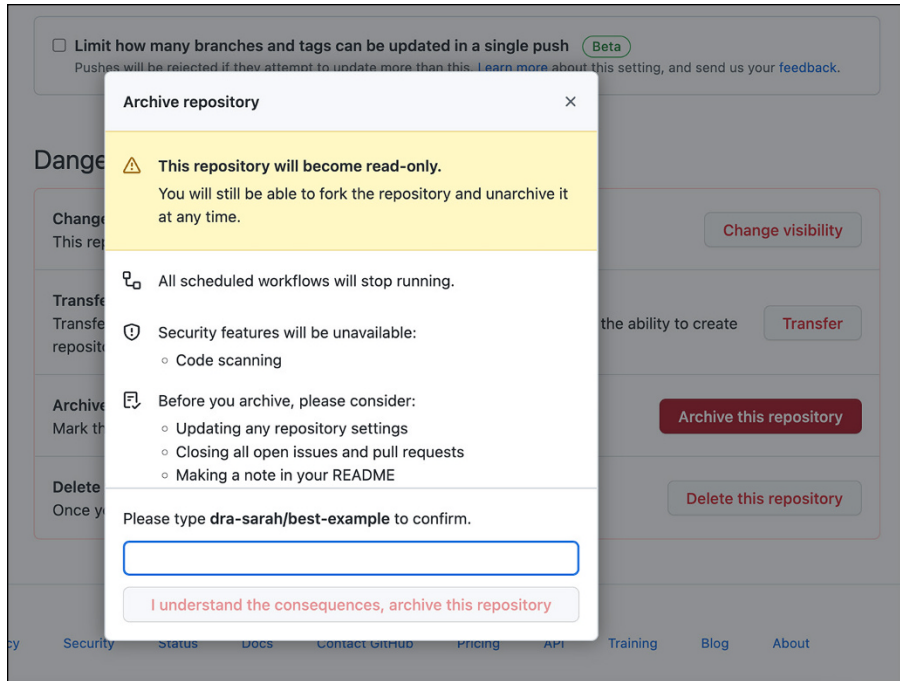 Limit how many branches and tags can be updated in a single push Beta
Pushes will be rejected if they attempt to update more than this. Learn more about this setting, and send us your feedback.
Archive repository
This repository will become read-only.
You will still be able to fork the repository and unarchive it
at any time.
All scheduled workflows will stop running.
Security features will be unavailable:
Code scanning
Before you archive, please consider:
Updating any repository settings
Closing all open issues and pull requests
Making a note in your README
Please type dra-sarah/best-example to confirm.
I understand the consequences, archive this repository
Change visibility
the ability to create
Transfer
Archive this repository
Delete
Delete this repository
Security Status Docs Contact GitHub Pricing API Training Blog About